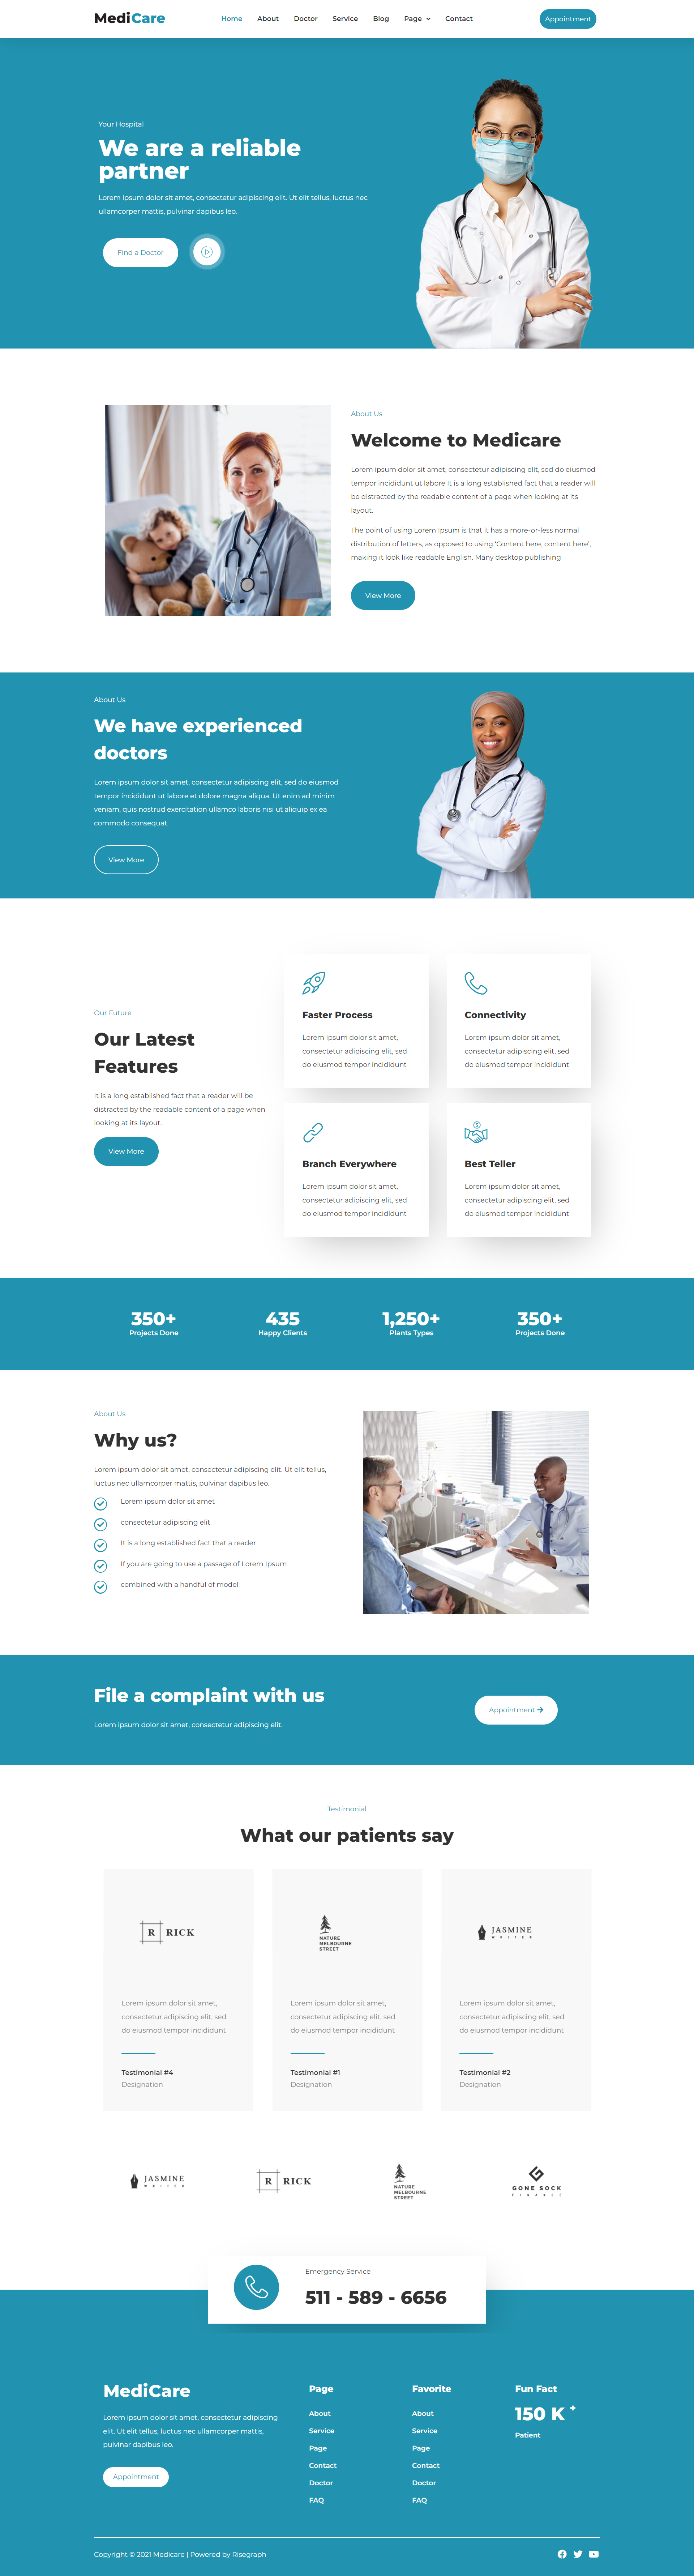 MediCare
Home About Doctor Service Blog Page Contact
Appointment
Your Hospital
We are a reliable
partner
Lorem ipsum dolor sit amet, consectetur adipiscing elit. Ut elit tellus, luctus nec
ullamcorper mattis, pulvinar dapibus leo.
Find a Doctor
About Us
Welcome to Medicare
Lorem ipsum dolor sit amet, consectetur adipiscing elit, sed do eiusmod
tempor incididunt ut labore It is a long established fact that a reader will
be distracted by the readable content of a page when looking at its
layout.
The point of using Lorem Ipsum is that it has a more-or-less normal
distribution of letters, as opposed to using ‘Content here, content here’,
making it look like readable English. Many desktop publishing
View More
About Us
We have experienced
doctors
Lorem ipsum dolor sit amet, consectetur adipiscing elit, sed do eiusmod
tempor incididunt ut labore et dolore magna aliqua. Ut enim ad minim
veniam, quis nostrud exercitation ullamco laboris nisi ut aliquip ex ea
commodo consequat.
View More
Our Future
Our Latest
Features
It is a long established fact that a reader will be
distracted by the readable content of a page when
looking at its layout.
View More
Faster Process
Lorem ipsum dolor sit amet,
consectetur adipiscing elit, sed
do eiusmod tempor incididunt
Connectivity
Lorem ipsum dolor sit amet,
consectetur adipiscing elit, sed
do eiusmod tempor incididunt
Branch Everywhere
Lorem ipsum dolor sit amet,
consectetur adipiscing elit, sed
do eiusmod tempor incididunt
Best Teller
Lorem ipsum dolor sit amet,
consectetur adipiscing elit, sed
do eiusmod tempor incididunt
350+
Projects Done
435
Happy Clients
1,250+
Plants Types
350+
Projects Done
About Us
Why us?
Lorem ipsum dolor sit amet, consectetur adipiscing elit. Ut elit tellus,
luctus nec ullamcorper mattis, pulvinar dapibus leo.
Lorem ipsum dolor sit amet
consectetur adipiscing elit
It is a long established fact that a reader
If you are going to use a passage of Lorem Ipsum
combined with a handful of model
File a complaint with us
Lorem ipsum dolor sit amet, consectetur adipiscing elit.
Appointment
Testimonial
What our patients say
R RICK
Lorem ipsum dolor sit amet,
consectetur adipiscing elit, sed
do eiusmod tempor incididunt
Testimonial #4
Designation
NATURE
MELBOURNE
STREET
Lorem ipsum dolor sit amet,
consectetur adipiscing elit, sed
do eiusmod tempor incididunt
Testimonial #1
Designation
JASMINE
WRITER
Lorem ipsum dolor sit amet,
consectetur adipiscing elit, sed
do eiusmod tempor incididunt
Testimonial #2
Designation
JASMINE
WRITER
R RICK
NATURE
MELBOURNE
STREET
GONE SOCK
FINANCE
Emergency Service
511 - 589 - 6656
MediCare
Lorem ipsum dolor sit amet, consectetur adipiscing
elit. Ut elit tellus, luctus nec ullamcorper mattis,
pulvinar dapibus leo.
Appointment
Page
About
Service
Page
Contact
Doctor
FAQ
Favorite
About
Service
Page
Contact
Doctor
FAQ
Fun Fact
150 K +
Patient
Copyright © 2021 Medicare | Powered by Risegraph